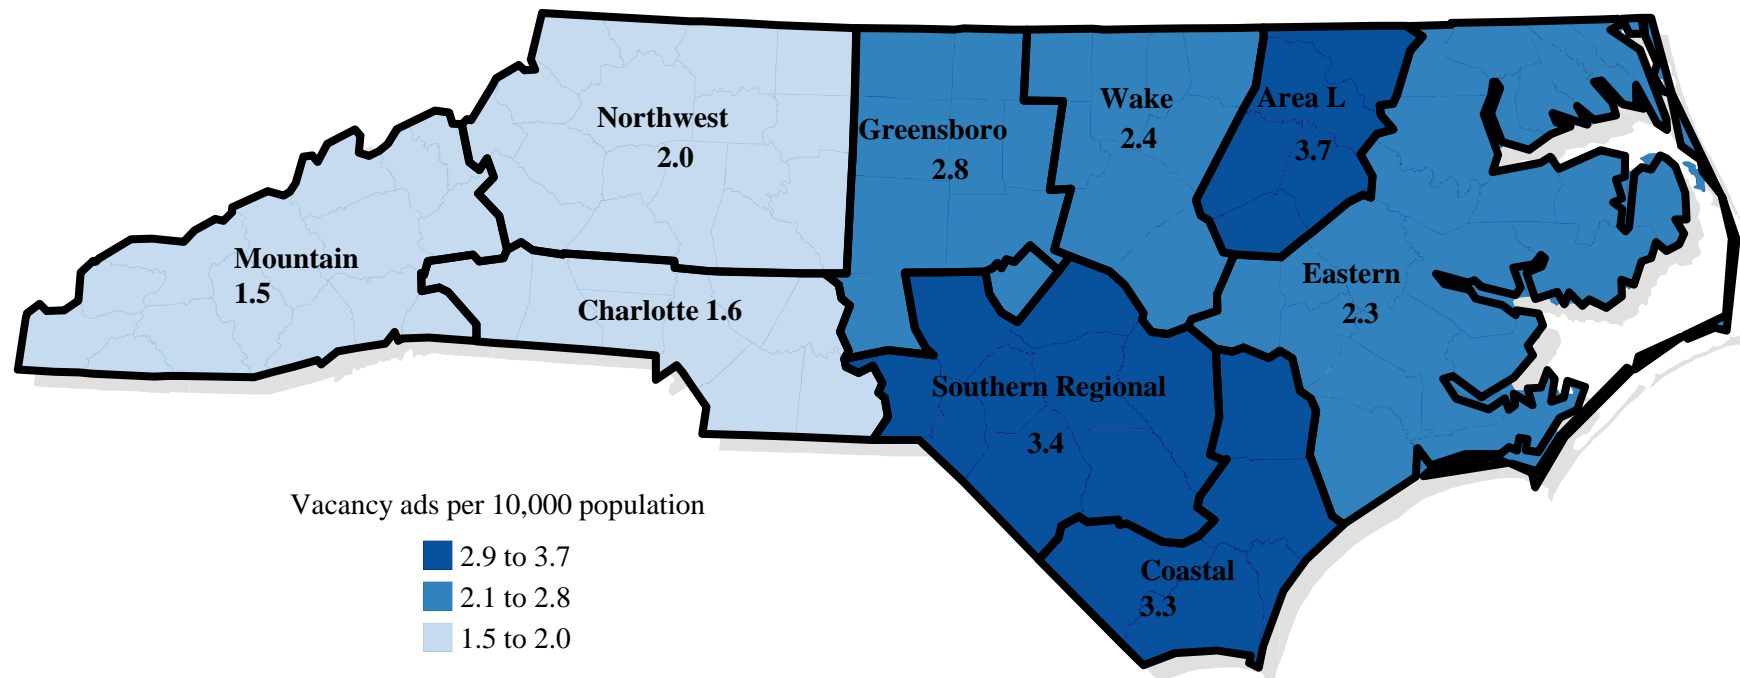 Northwest
2.0
Greensboro
2.8
Wake
2.4
Area L
3.7
Mountain
1.5
Charlotte 1.6
Eastern
2.3
Southern Regional
3.4
Coastal
3.3
Vacancy ads per 10,000 population
2.9 to 3.7
2.1 to 2.8
1.5 to 2.0